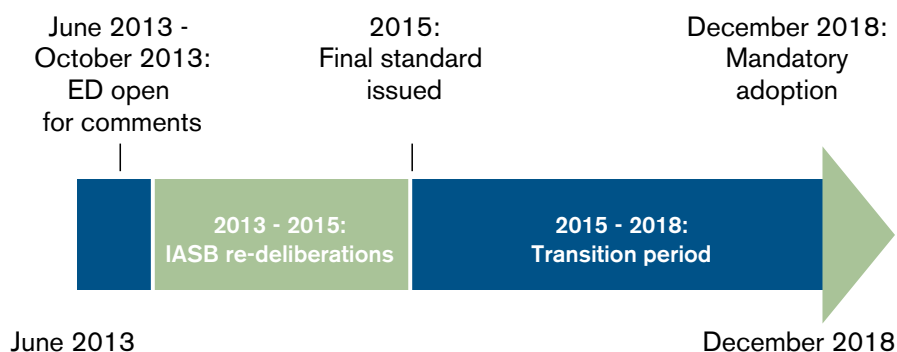 June 2013 -
October 2013:
ED open
for comments
2015:
Final standard
issued
December 2018:
Mandatory
adoption
2013 - 2015:
IASB re-deliberations
2015 - 2018:
Transition period
June 2013
December 2018